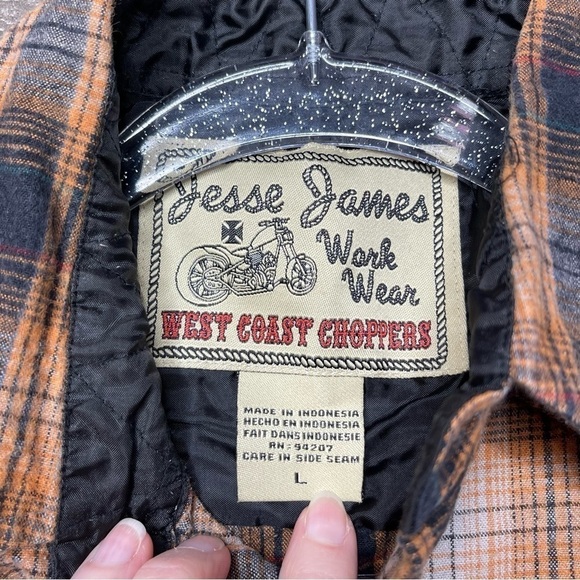 Jesse James
Work
Wear
WEST COAST CHOPPERS
MADE IN INDONESIA
HECHO EN INDONESIA
FAIT DANS INDONESIE
RN: 94207
CARE IN SIDE SEAM
L